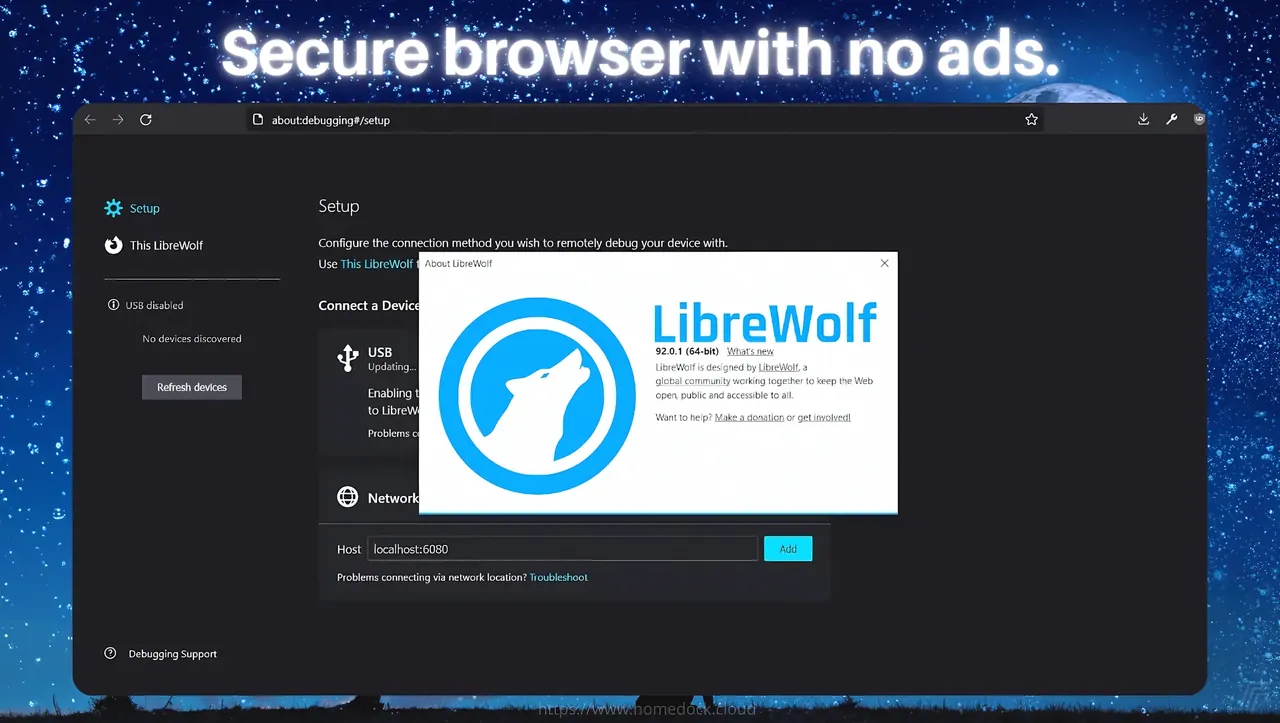 Secure browser with no ads.
about:debugging#/setup
Setup
This LibreWolf
USB disabled
No devices discovered
Refresh devices
Debugging Support
Setup
Configure the connection method you wish to remotely debug your device with.
Use This LibreWolf
Connect a Device
USB
Updating...
Enabling t
to LibreW
Problems c
Network
Host localhost:6080 Add
Problems connecting via network location? Troubleshoot
About LibreWolf
LibreWolf
92.0.1 (64-bit) What's new
LibreWolf is designed by LibreWolf, a
global community working together to keep the Web
open, public and accessible to all.
Want to help? Make a donation or get involved!
https://www.homedock.cloud